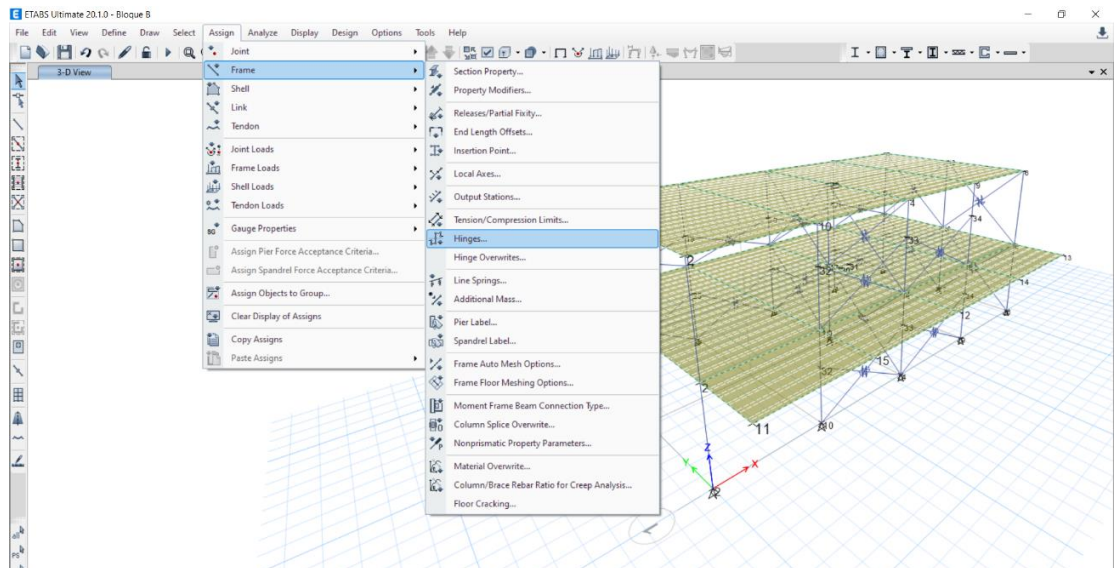 ETABS Ultimate 20.1.0 - Bloque B
File Edit View Define Draw Select Assign Analyze Display Design Options Tools Help
3-D View
Joint
Frame
Shell
Link
Tendon
Joint Loads
Frame Loads
Shell Loads
Tendon Loads
Gauge Properties
Assign Pier Force Acceptance Criteria...
Assign Spandrel Force Acceptance Criteria...
Assign Objects to Group...
Clear Display of Assigns
Copy Assigns
Paste Assigns
Section Property...
Property Modifiers...
Releases/Partial Fixity...
End Length Offsets...
Insertion Point...
Local Axes...
Output Stations...
Tension/Compression Limits...
Hinges...
Hinge Overwrites...
Line Springs...
Additional Mass...
Pier Label...
Spandrel Label...
Frame Auto Mesh Options...
Frame Floor Meshing Options...
Moment Frame Beam Connection Type...
Column Splice Overwrite...
Nonprismatic Property Parameters...
Material Overwrite...
Column/Brace Rebar Ratio for Creep Analysis...
Floor Cracking...
34
13
14
12
15
11
Z
Y
X